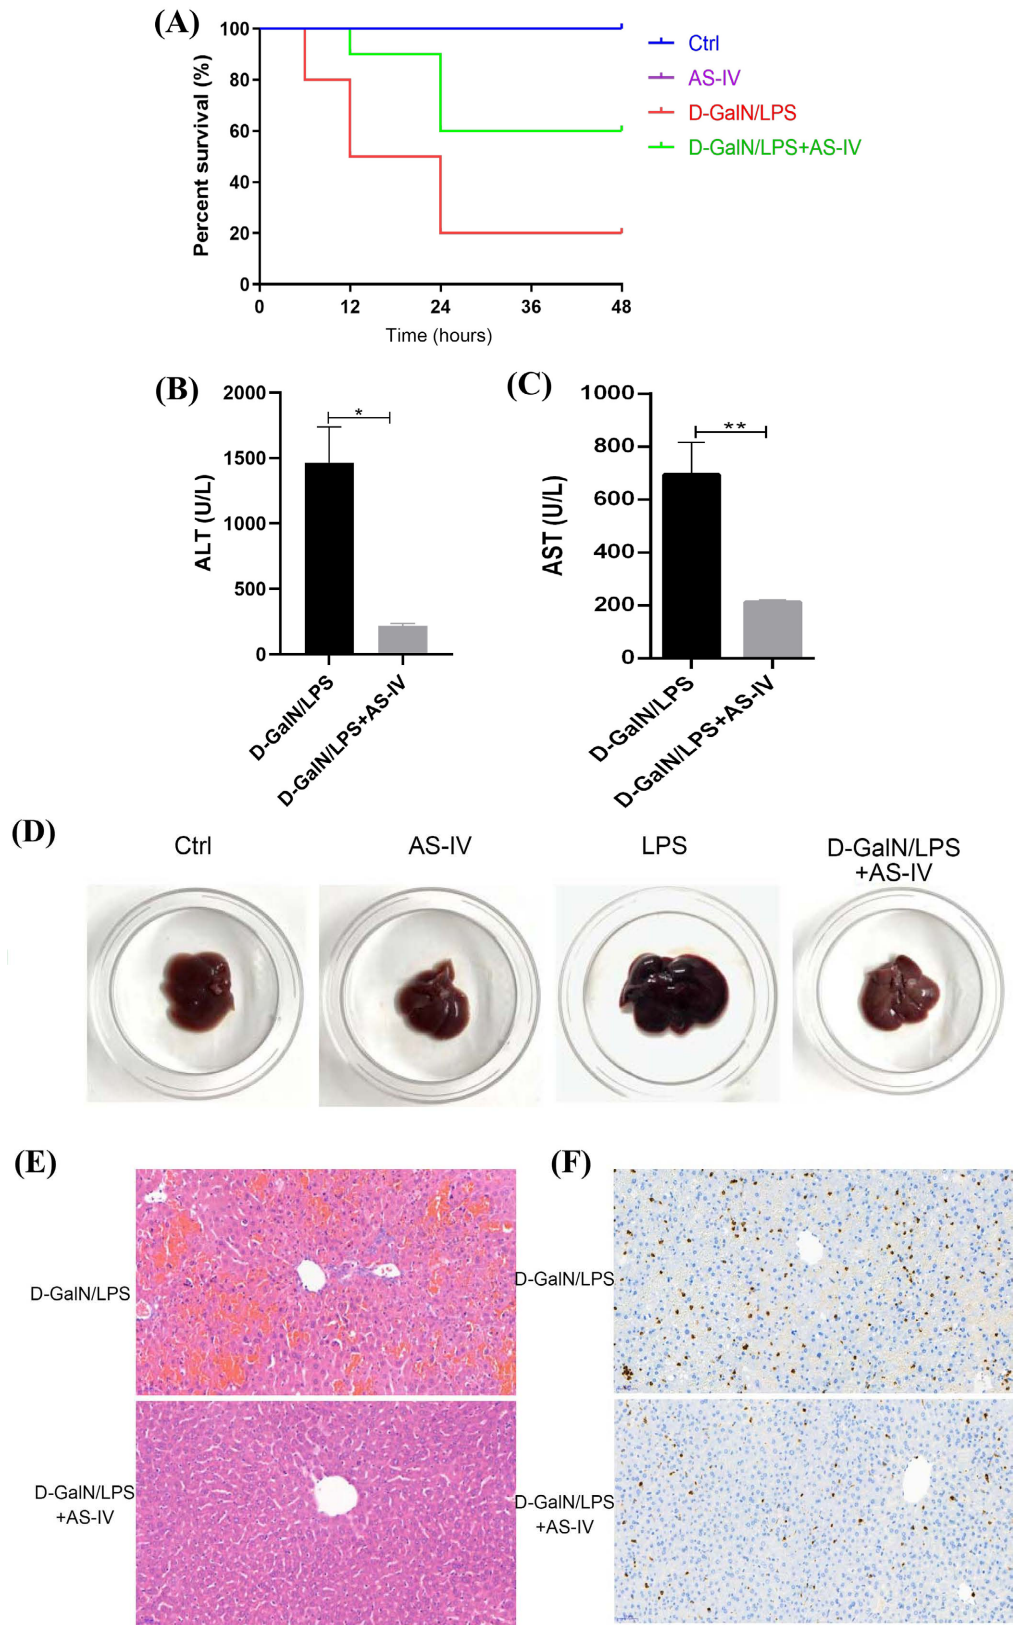 (A)
Percent survival (%)
100
80
60
40
20
0
0 12 24 36 48
Time (hours)
Ctrl
AS-IV
D-GalN/LPS
D-GalN/LPS+AS-IV
(B)
ALT (U/L)
2000
1500
1000
500
0
*
D-GalN/LPS
D-GalN/LPS+AS-IV
(C)
AST (U/L)
1000
800
600
400
200
0
**
D-GalN/LPS
D-GalN/LPS+AS-IV
(D)
Ctrl
AS-IV
LPS
D-GalN/LPS
+AS-IV
(E)
D-GalN/LPS
D-GalN/LPS
+AS-IV
(F)
D-GalN/LPS
D-GalN/LPS
+AS-IV